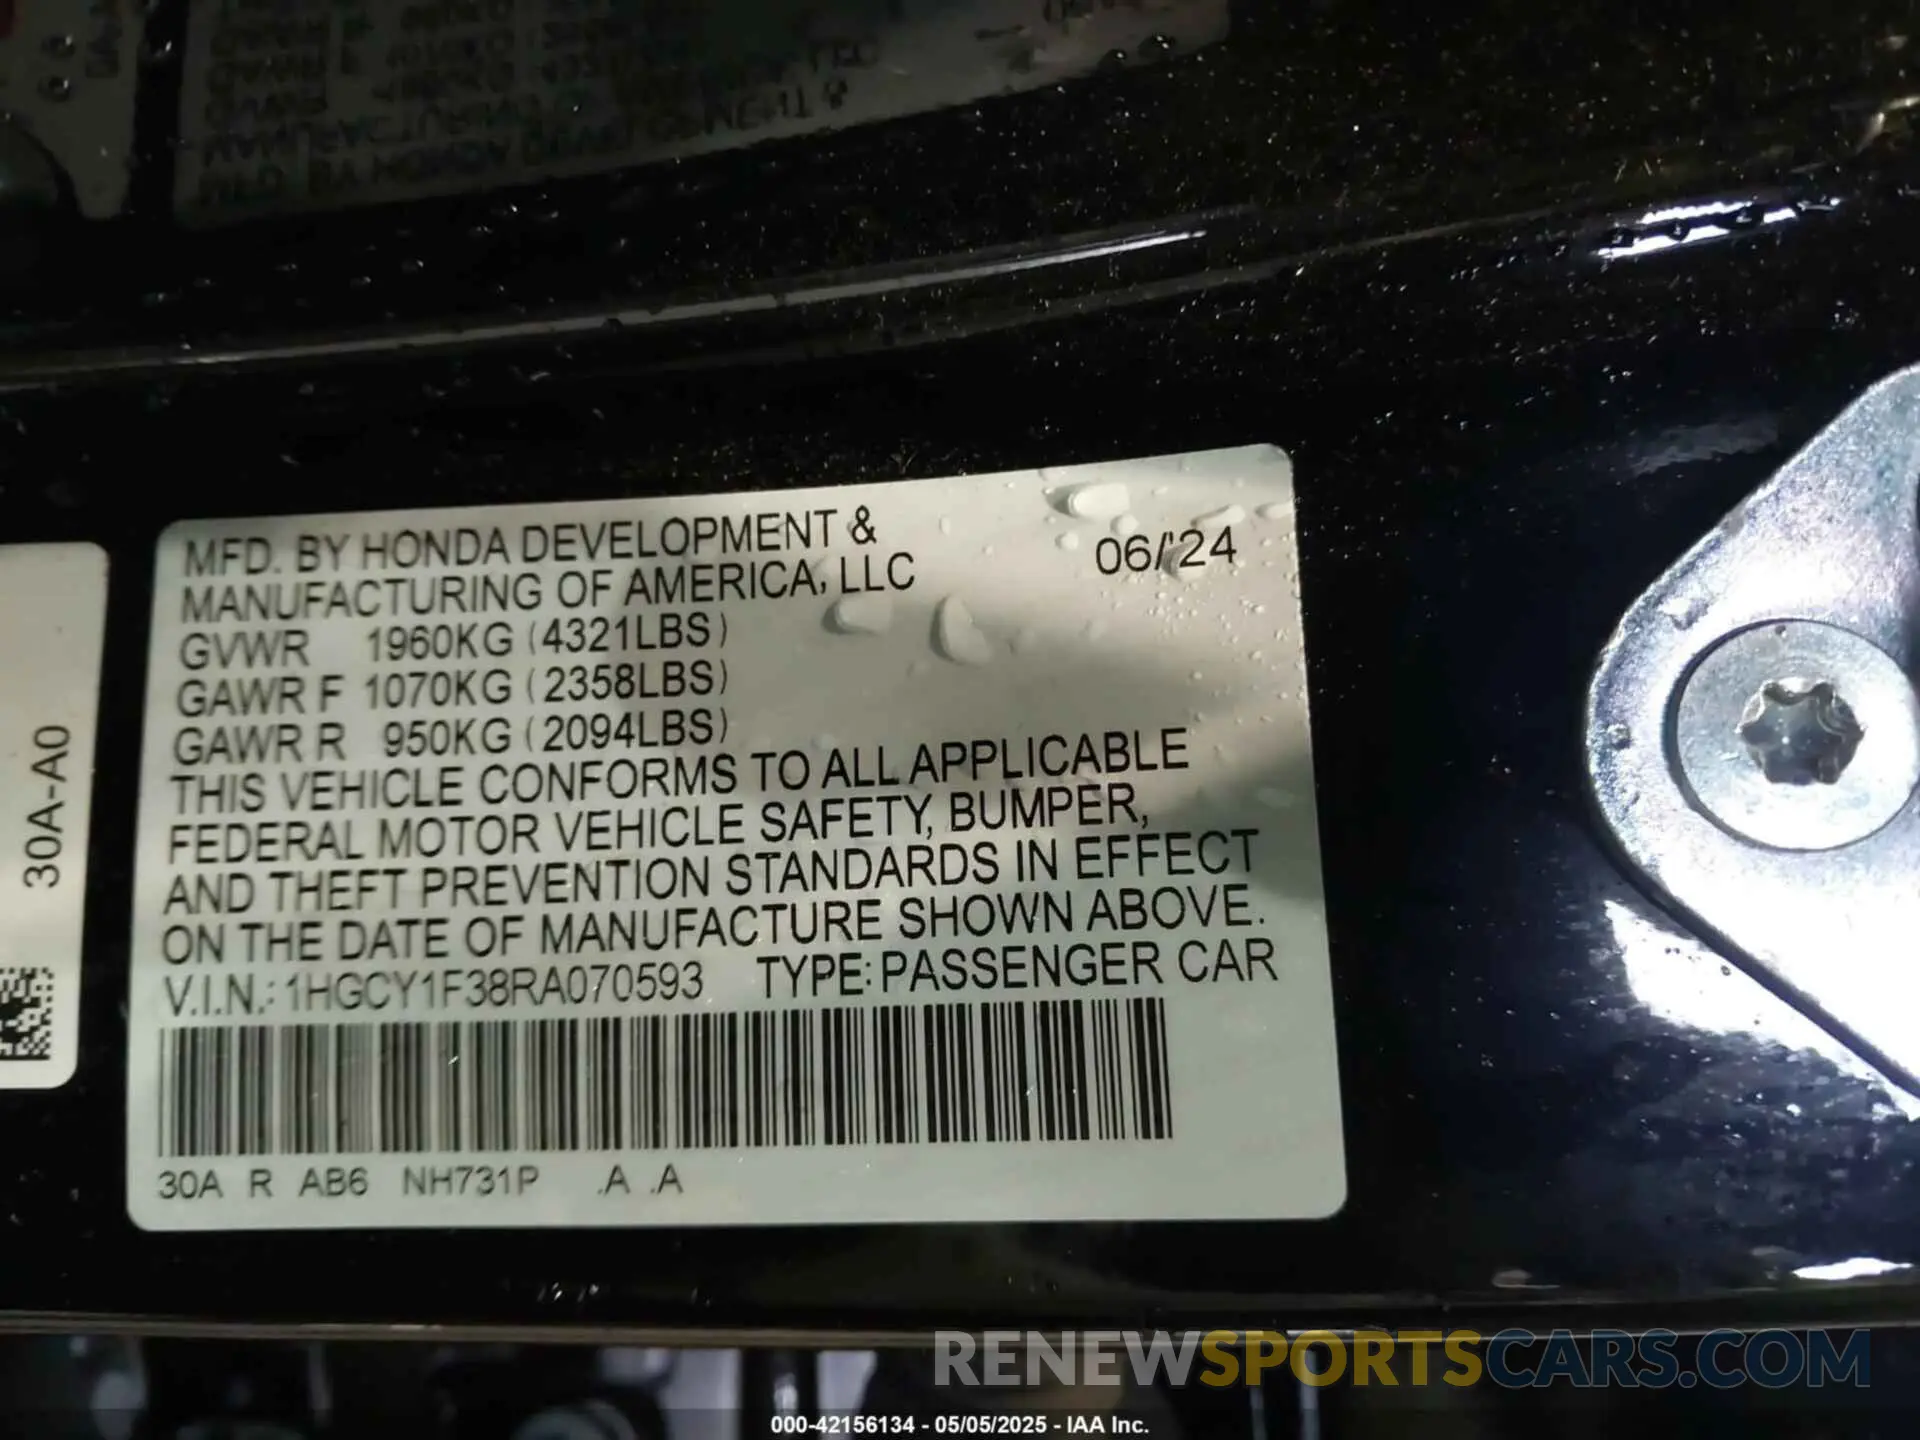 MFD. BY HONDA DEVELOPMENT &
MANUFACTURING OF AMERICA, LLC
06/'24
GVWR 1960KG (4321LBS)
GAWR F 1070KG (2358LBS)
GAWR R 950KG (2094LBS)
THIS VEHICLE CONFORMS TO ALL APPLICABLE
FEDERAL MOTOR VEHICLE SAFETY, BUMPER,
AND THEFT PREVENTION STANDARDS IN EFFECT
ON THE DATE OF MANUFACTURE SHOWN ABOVE.
V.I.N.: 1HGCY1F38RA070593 TYPE: PASSENGER CAR
30A R AB6 NH731P .A .A
30A-A0
RENEWSPORTSCARS.COM
000-42156134 - 05/05/2025 - IAA Inc.